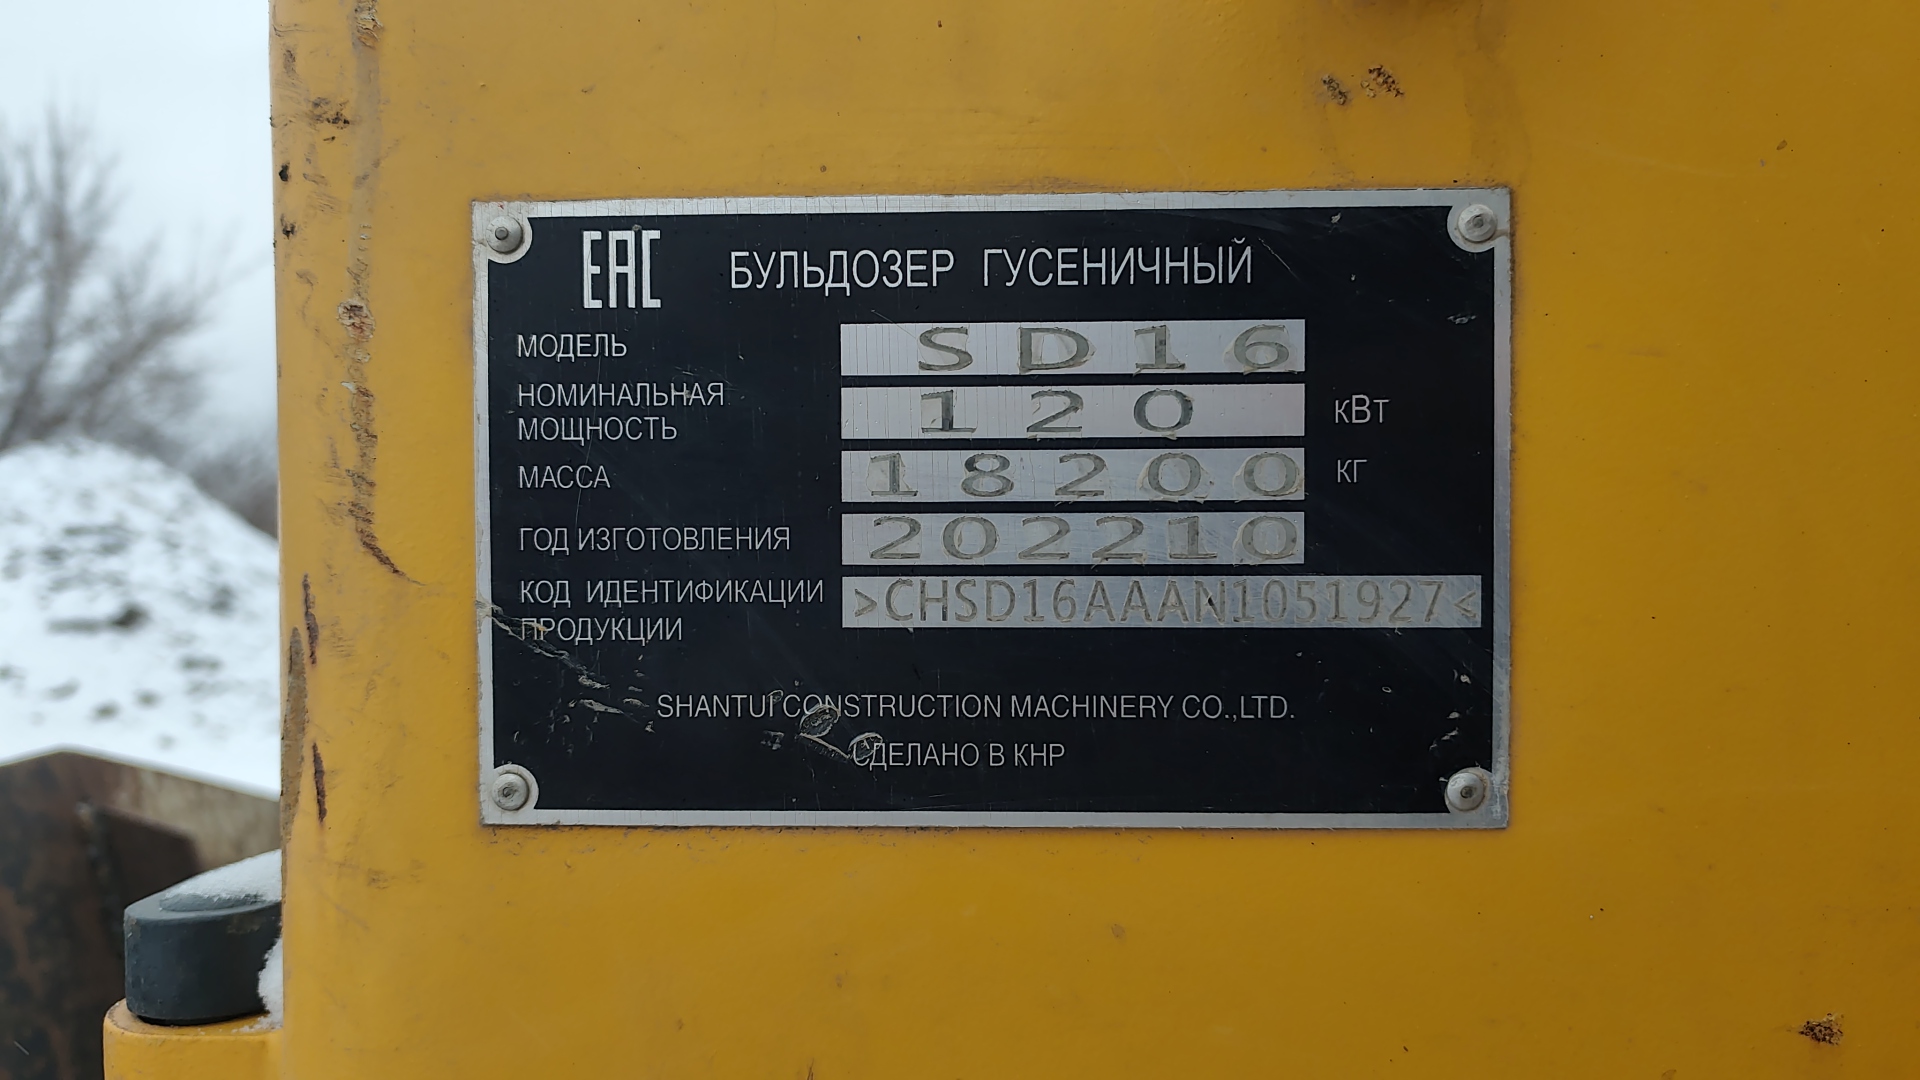 ЕАС БУЛЬДОЗЕР ГУСЕНИЧНЫЙ
МОДЕЛЬ SD16
НОМИНАЛЬНАЯ
МОЩНОСТЬ 120 кВт
МАССА 18200 КГ
ГОД ИЗГОТОВЛЕНИЯ 202210
КОД ИДЕНТИФИКАЦИИ
ПРОДУКЦИИ >CHSD16AAAN1051927<
SHANTUI CONSTRUCTION MACHINERY CO.,LTD.
СДЕЛАНО В КНР